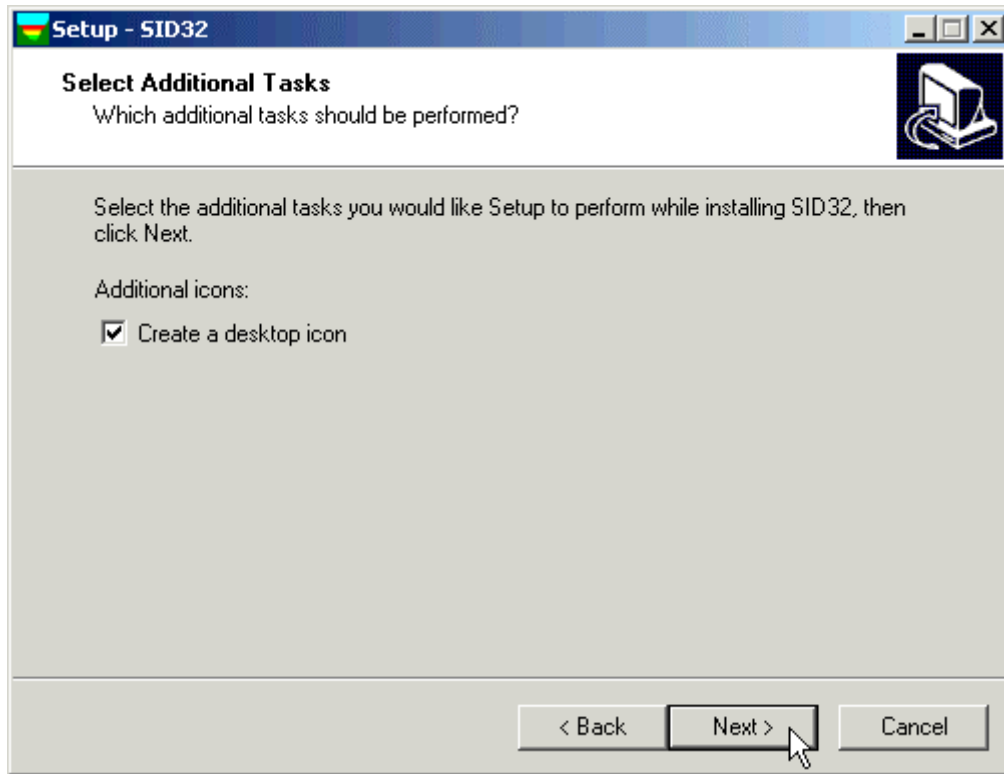 Setup - SID32
Select Additional Tasks
Which additional tasks should be performed?
Select the additional tasks you would like Setup to perform while installing SID32, then
click Next.
Additional icons:
Create a desktop icon
< Back
Next >
Cancel